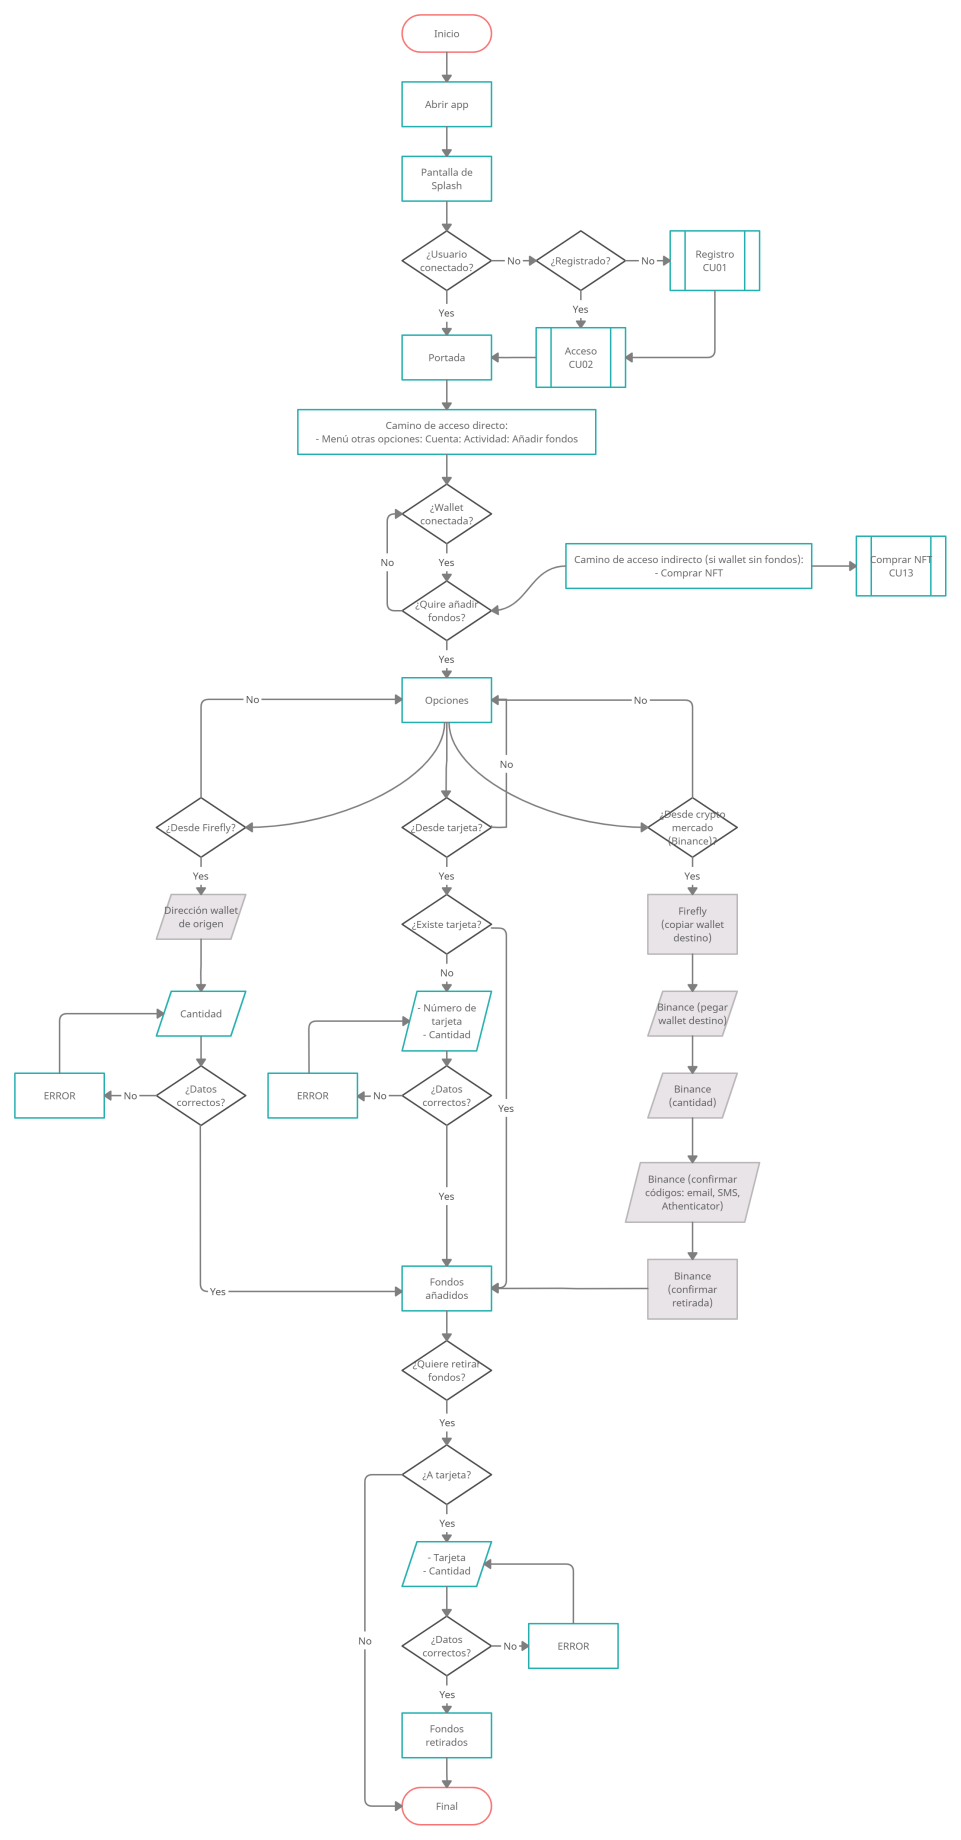 Inicio
Abrir app
Pantalla de
Splash
¿Usuario
conectado?
No
¿Registrado?
No
Registro
CU01
Yes
Yes
Portada
Acceso
CU02
Camino de acceso directo:
- Menú otras opciones: Cuenta: Actividad: Añadir fondos
¿Wallet
conectada?
No
Yes
Camino de acceso indirecto (si wallet sin fondos):
- Comprar NFT
Comprar NFT
CU13
¿Quire añadir
fondos?
Yes
No
Opciones
No
No
¿Desde Firefly?
¿Desde tarjeta?
¿Desde crypto
mercado
(Binance)?
Yes
Yes
Yes
Dirección wallet
de origen
¿Existe tarjeta?
Firefly
(copiar wallet
destino)
No
Cantidad
- Número de
tarjeta
- Cantidad
Binance (pegar
wallet destino)
ERROR
No
¿Datos
correctos?
ERROR
No
¿Datos
correctos?
Yes
Binance
(cantidad)
Yes
Binance (confirmar
códigos: email, SMS,
Athenticator)
Yes
Fondos
añadidos
Binance
(confirmar
retirada)
¿Quiere retirar
fondos?
Yes
¿A tarjeta?
Yes
- Tarjeta
- Cantidad
No
¿Datos
correctos?
No
ERROR
Yes
Fondos
retirados
Final